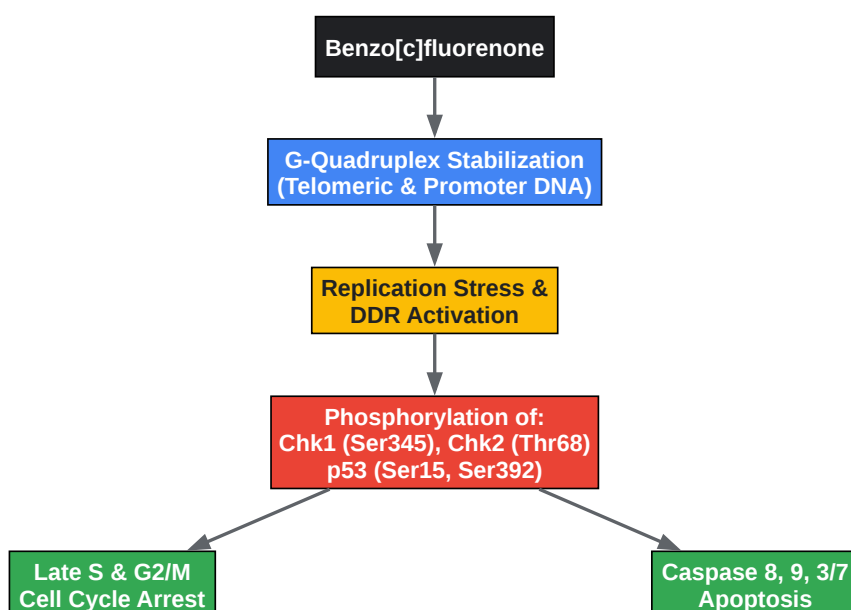 Benzo[c]fluorenone
G-Quadruplex Stabilization
(Telomeric & Promoter DNA)
Replication Stress &
DDR Activation
Phosphorylation of:
Chk1 (Ser345), Chk2 (Thr68)
p53 (Ser15, Ser392)
Late S & G2/M
Cell Cycle Arrest
Caspase 8, 9, 3/7
Apoptosis